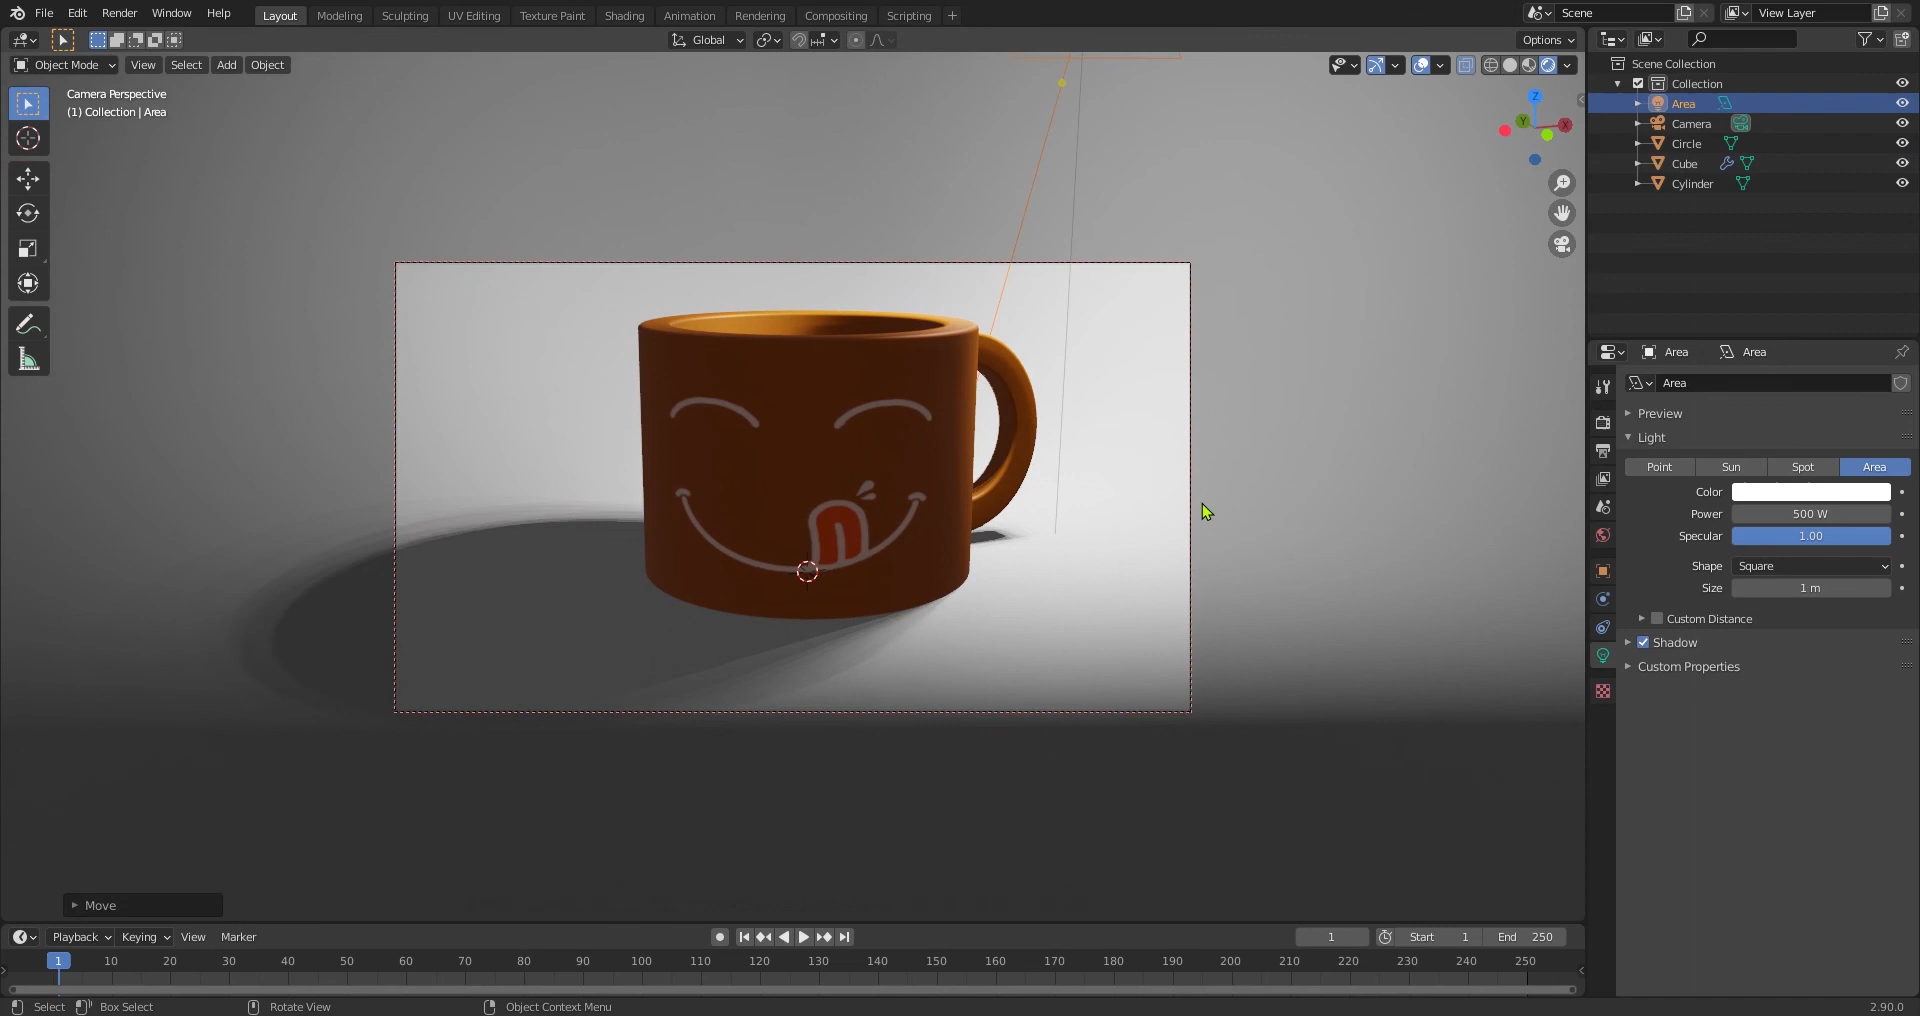 File Edit Render Window Help Layout Modeling Sculpting UV Editing Texture Paint Shading Animation Rendering Compositing Scripting + Scene View Layer
Global Options
Object Mode View Select Add Object
Camera Perspective
(1) Collection | Area
Z
Y
X
Scene Collection
Collection
Area
Camera
Circle
Cube
Cylinder
Area Area
Area
Preview
Light
Point Sun Spot Area
Color
Power 500 W
Specular 1.00
Shape Square
Size 1 m
Custom Distance
Shadow
Custom Properties
Move
Playback Keying View Marker 1 Start 1 End 250
1 10 20 30 40 50 60 70 80 90 100 110 120 130 140 150 160 170 180 190 200 210 220 230 240 250
Select Box Select Rotate View Object Context Menu 2.90.0